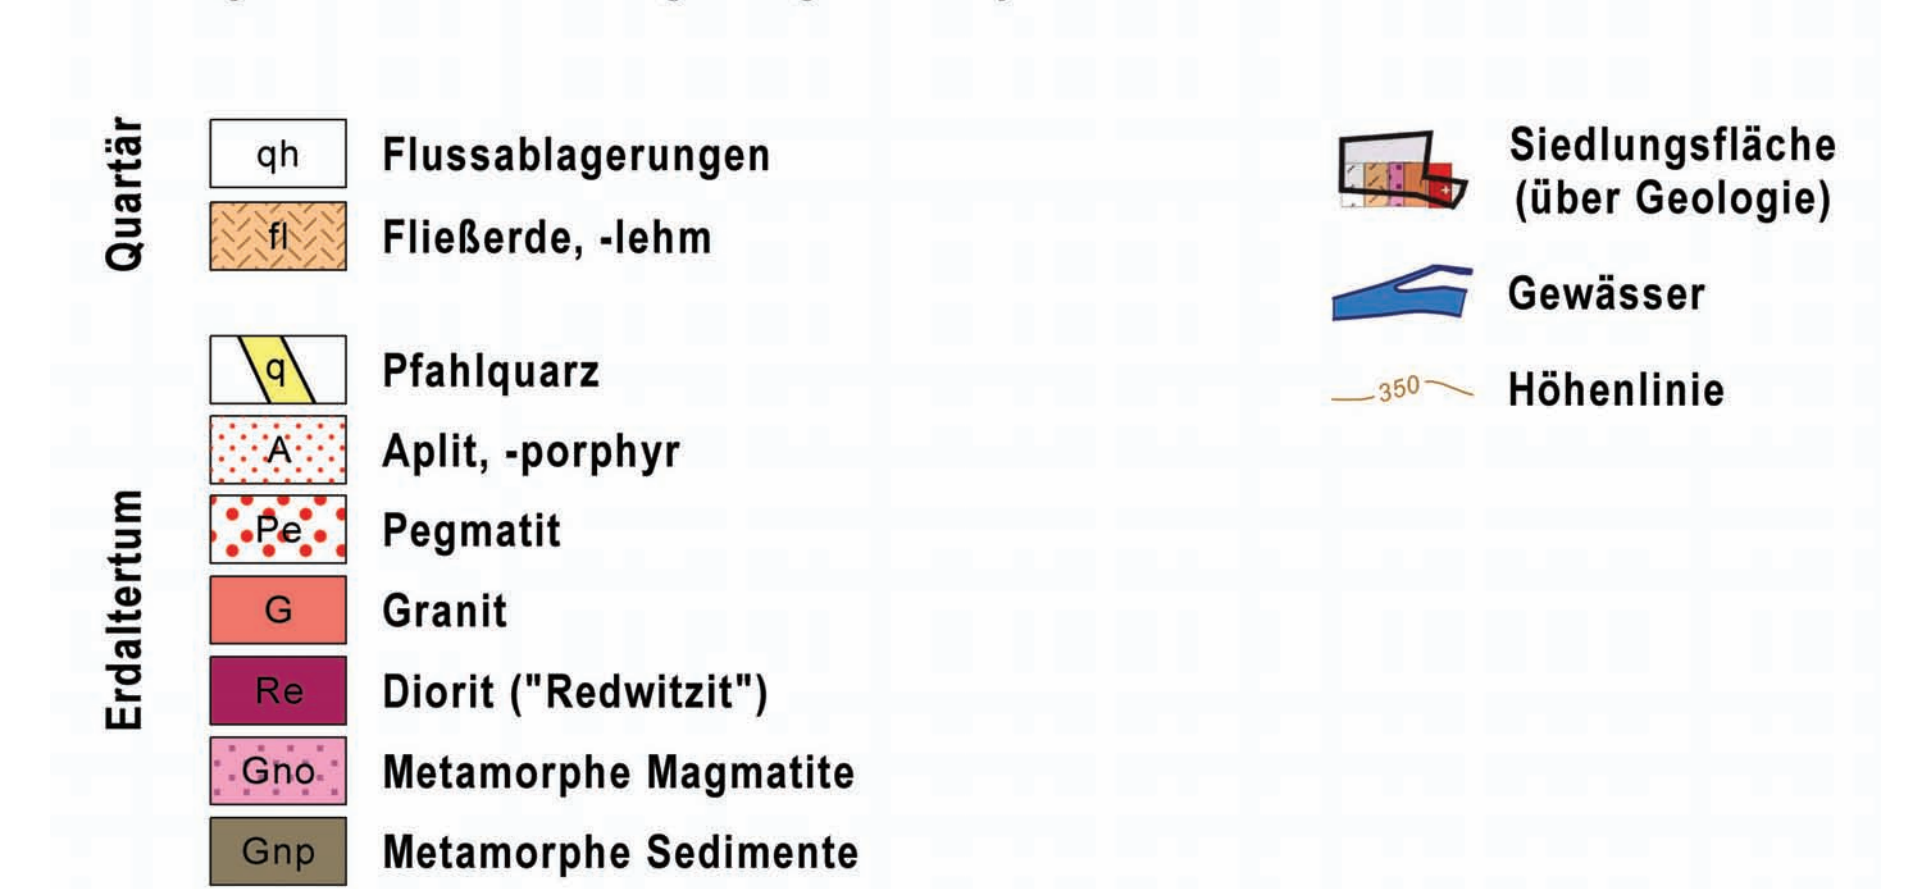 Quartär
qh Flussablagerungen
fl Fließerde, -lehm
Erdaltertum
q Pfahlquarz
A Aplit, -porphyr
Pe Pegmatit
G Granit
Re Diorit ("Redwitzit")
Gno Metamorphe Magmatite
Gnp Metamorphe Sedimente
Siedlungsfläche
(über Geologie)
Gewässer
350 Höhenlinie